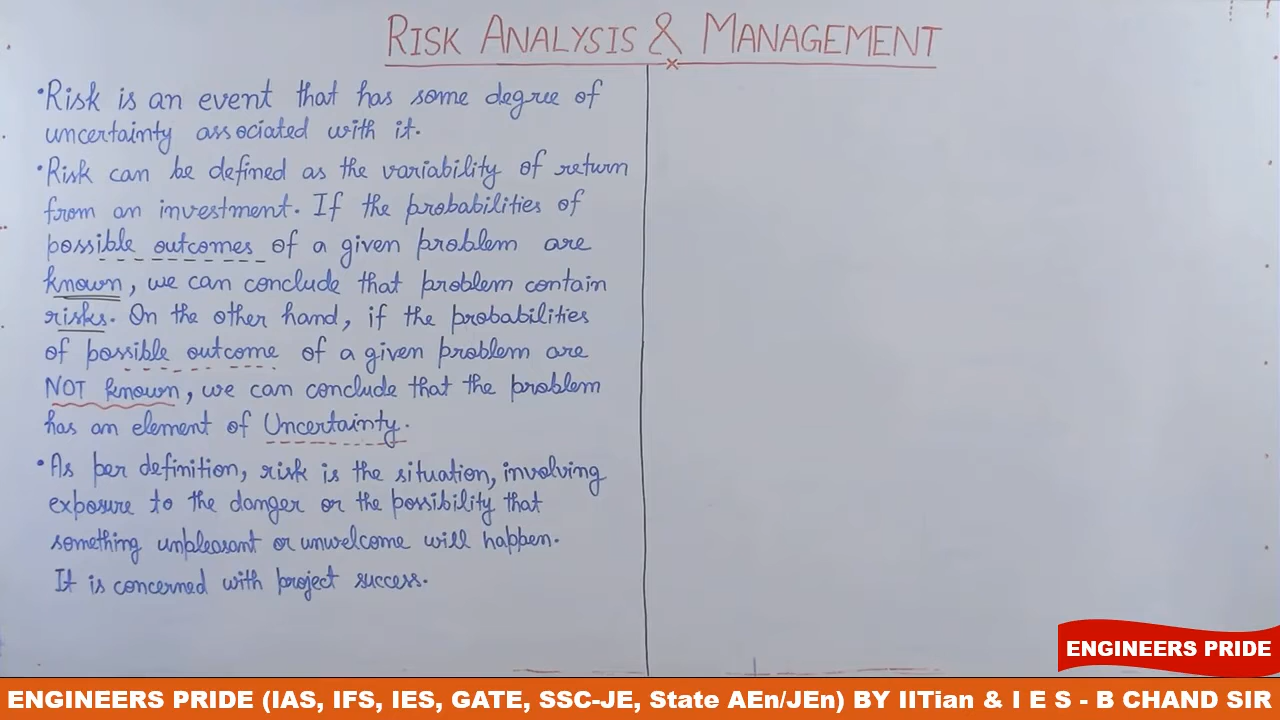 RISK ANALYSIS & MANAGEMENT
•Risk is an event that has some degree of
uncertainty associated with it.
•Risk can be defined as the variability of return
from an investment. If the probabilities of
possible outcomes of a given problem are
known, we can conclude that problem contain
risks. On the other hand, if the probabilities
of possible outcome of a given problem are
NOT known, we can conclude that the problem
has an element of Uncertainty.
•As per definition, risk is the situation, involving
exposure to the danger or the possibility that
something unpleasant or unwelcome will happen.
It is concerned with project success.
ENGINEERS PRIDE
ENGINEERS PRIDE (IAS, IFS, IES, GATE, SSC-JE, State AEn/JEn) BY IITian & I E S - B CHAND SIR